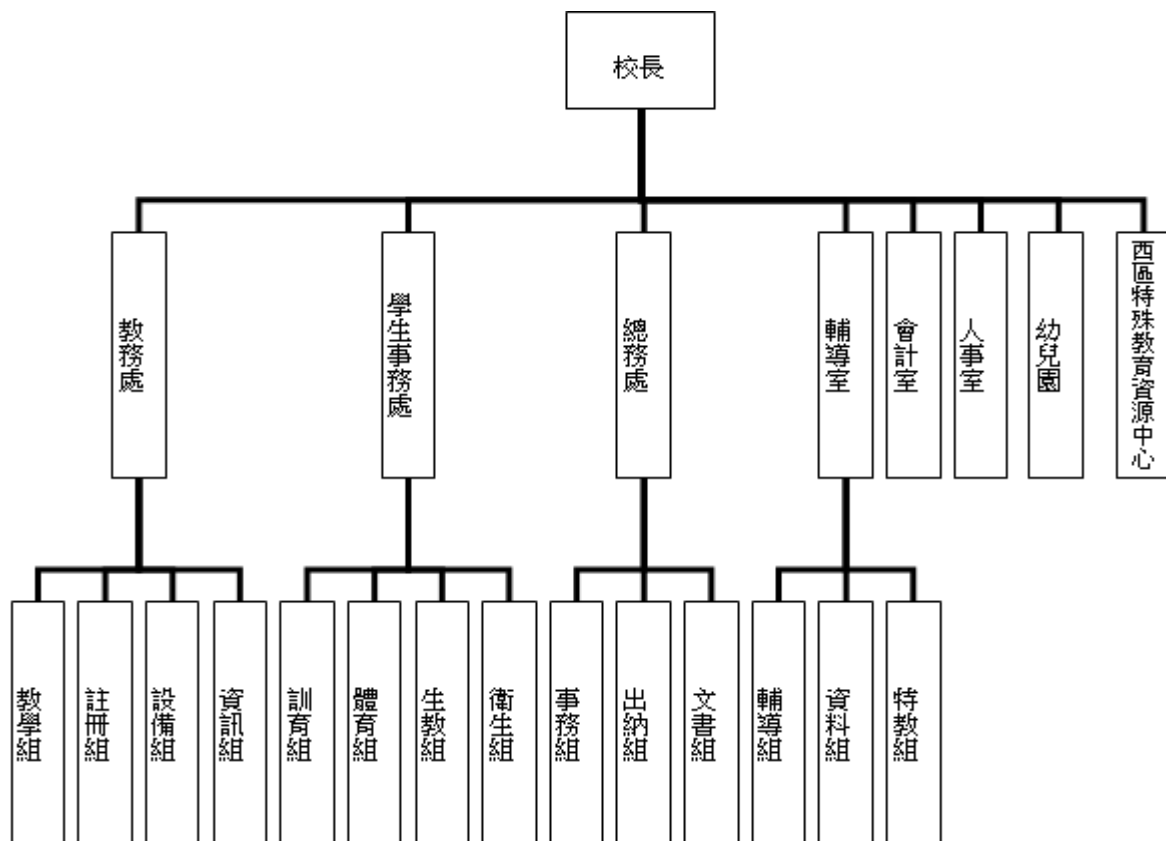 校長
教務處
學生事務處
總務處
輔導室
會計室
人事室
幼兒園
西區特殊教育資源中心
教學組
註冊組
設備組
資訊組
訓育組
體育組
生教組
衛生組
事務組
出納組
文書組
輔導組
資料組
特教組